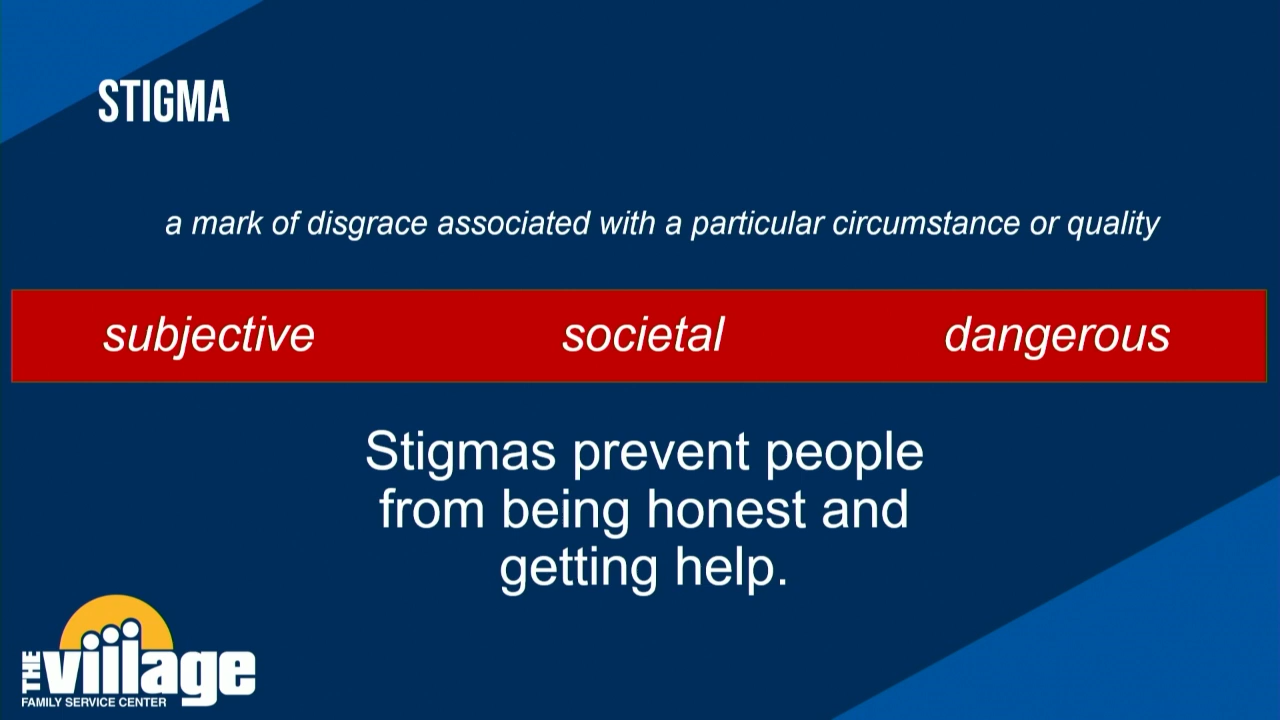 STIGMA
a mark of disgrace associated with a particular circumstance or quality
subjective societal dangerous
Stigmas prevent people
from being honest and
getting help.
THE village
FAMILY SERVICE CENTER